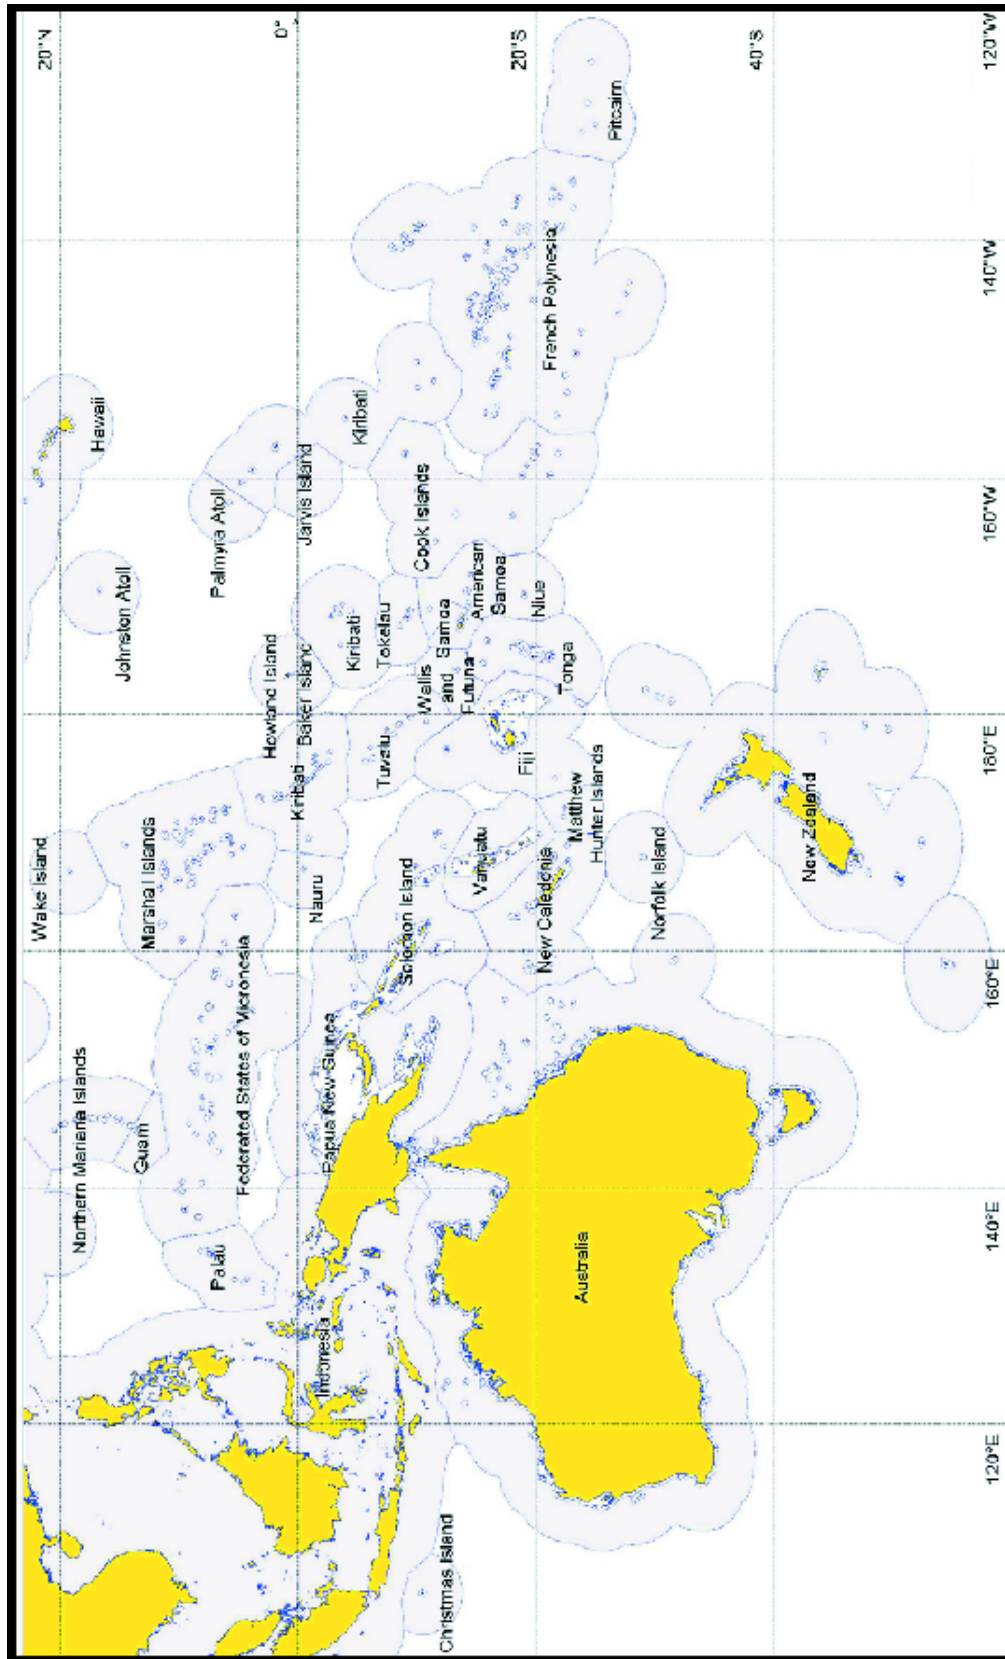 20°N
0°
20°S
40°S
120°W
140°W
160°W
180°E
160°E
140°E
120°E
Pitcairn
French Polynesia
Hawaii
Kiribati
Jarvis Island
Palmyra Atoll
Cook Islands
Johnston Atoll
American
Samoa
Niue
Samoa
Tokelau
Kiribati
Howland Island
Baker Island
Wallis
and
Futuna
Tonga
Tuvalu
Kiribati
Fiji
Matthew
Hunter Islands
Wake Island
Marshall Islands
Nauru
Solomon Island
Vanuatu
New Caledonia
Norfolk Island
New Zealand
Northern Mariana Islands
Guam
Federated States of Micronesia
Papua New Guinea
Palau
Indonesia
Australia
Christmas Island